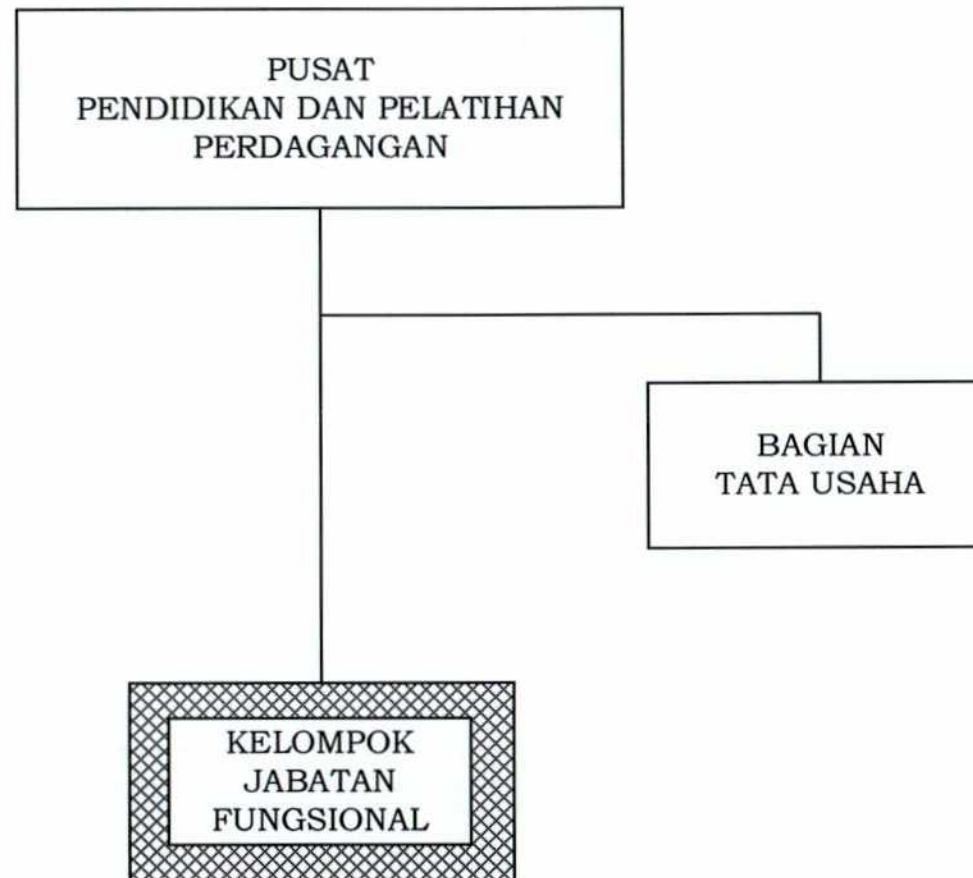 PUSAT
PENDIDIKAN DAN PELATIHAN
PERDAGANGAN
BAGIAN
TATA USAHA
KELOMPOK
JABATAN
FUNGSIONAL